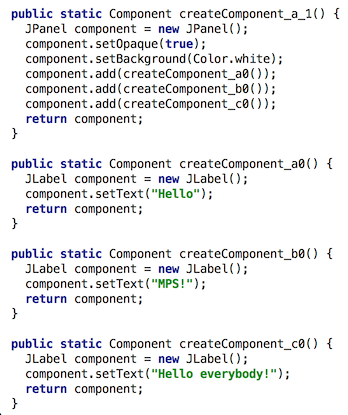 public static Component createComponent_a_1() {
  JPanel component = new JPanel();
  component.setOpaque(true);
  component.setBackground(Color.white);
  component.add(createComponent_a0());
  component.add(createComponent_b0());
  component.add(createComponent_c0());
  return component;
}
public static Component createComponent_a0() {
  JLabel component = new JLabel();
  component.setText("Hello");
  return component;
}
public static Component createComponent_b0() {
  JLabel component = new JLabel();
  component.setText("MPS!");
  return component;
}
public static Component createComponent_c0() {
  JLabel component = new JLabel();
  component.setText("Hello everybody!");
  return component;
}